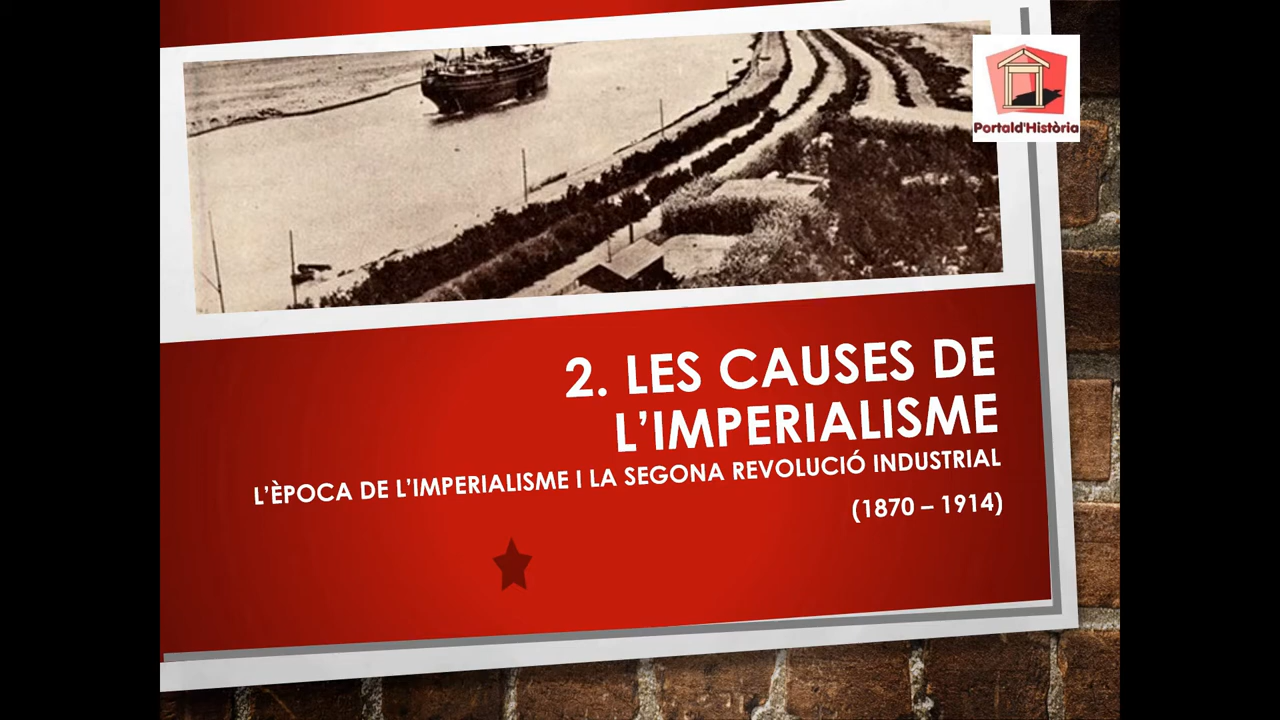 Portald'Història
2. LES CAUSES DE
L'IMPERIALISME
L'ÈPOCA DE L'IMPERIALISME I LA SEGONA REVOLUCIÓ INDUSTRIAL
(1870 – 1914)